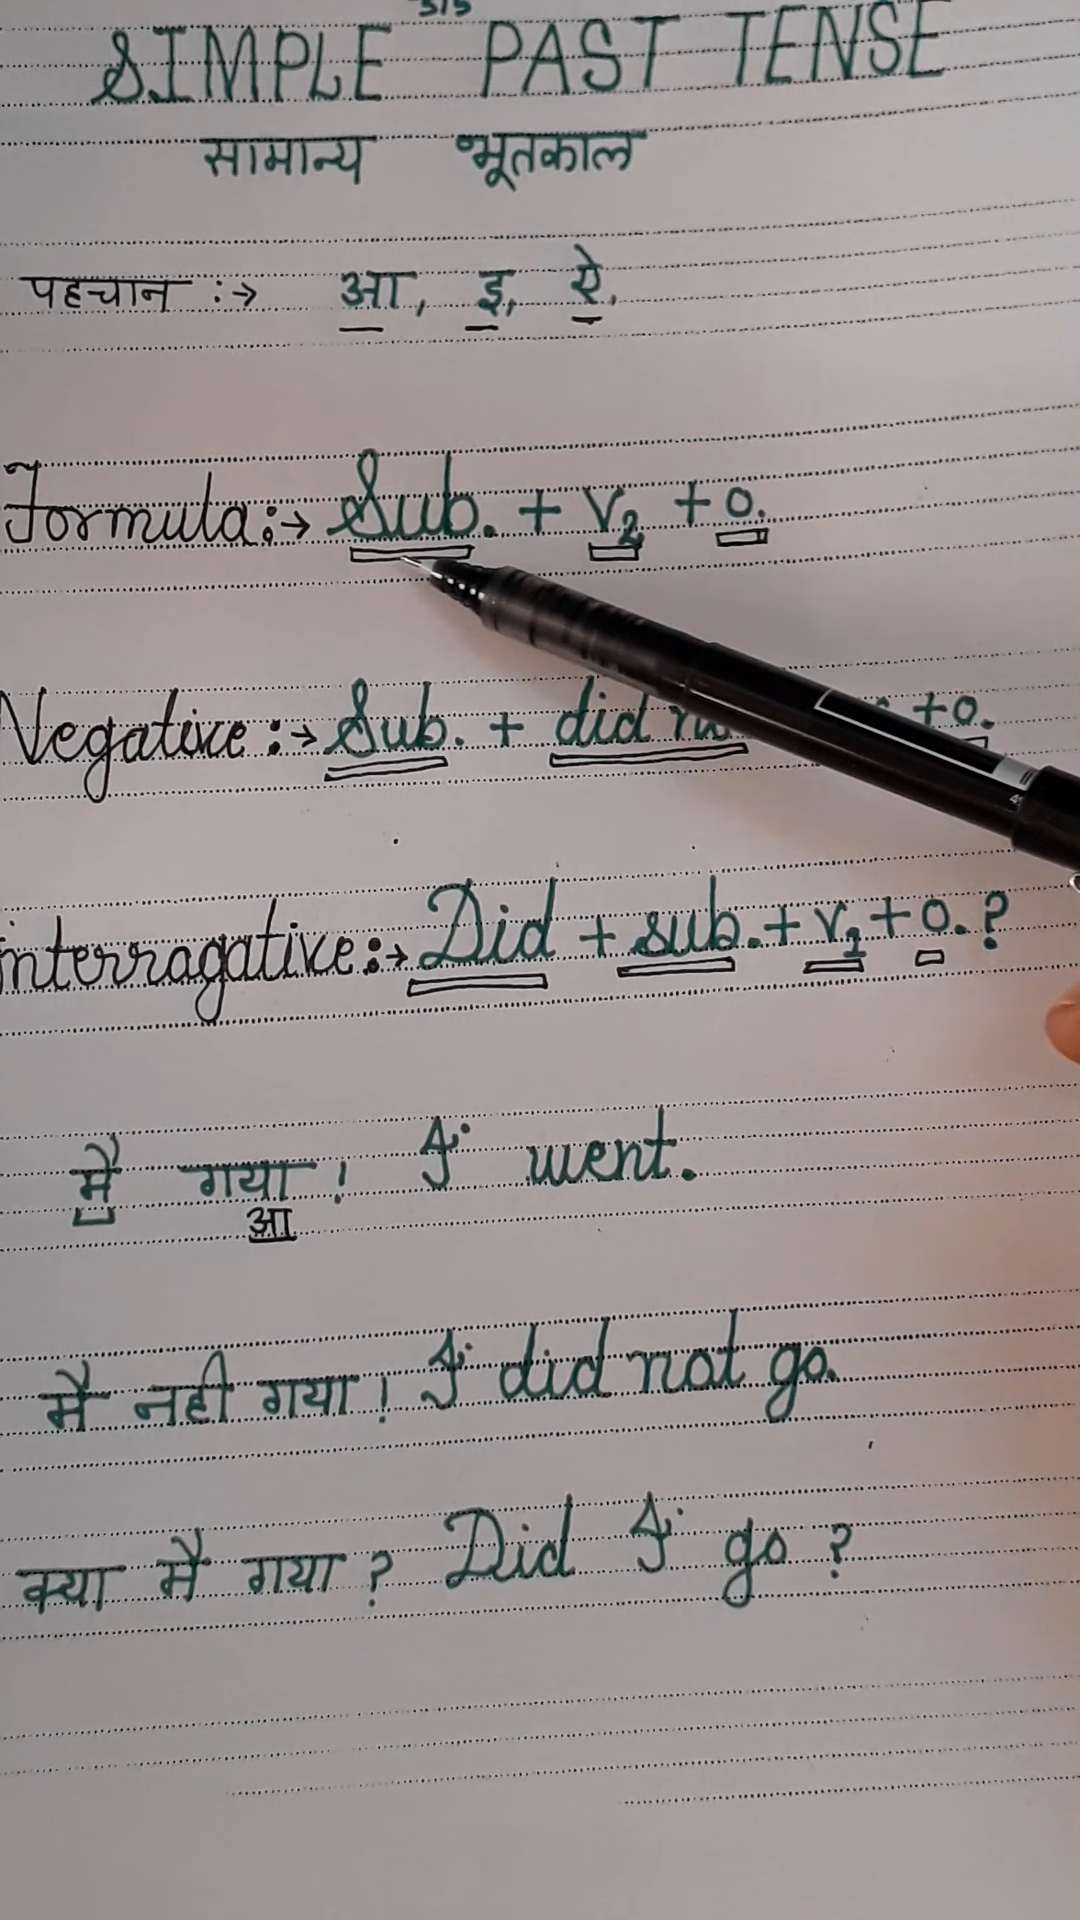 SIMPLE PAST TENSE
सामान्य भूतकाल
पहचान :→ आ, इ, ऐ.
Formula:→ Sub. + V2 + o.
Negative:→ Sub. + did +o.
interragative:→ Did + sub. + v1 + o. ?
मै गया ! I went.
आ
मै नही गया ! I did not go.
क्या मै गया ? Did I go ?